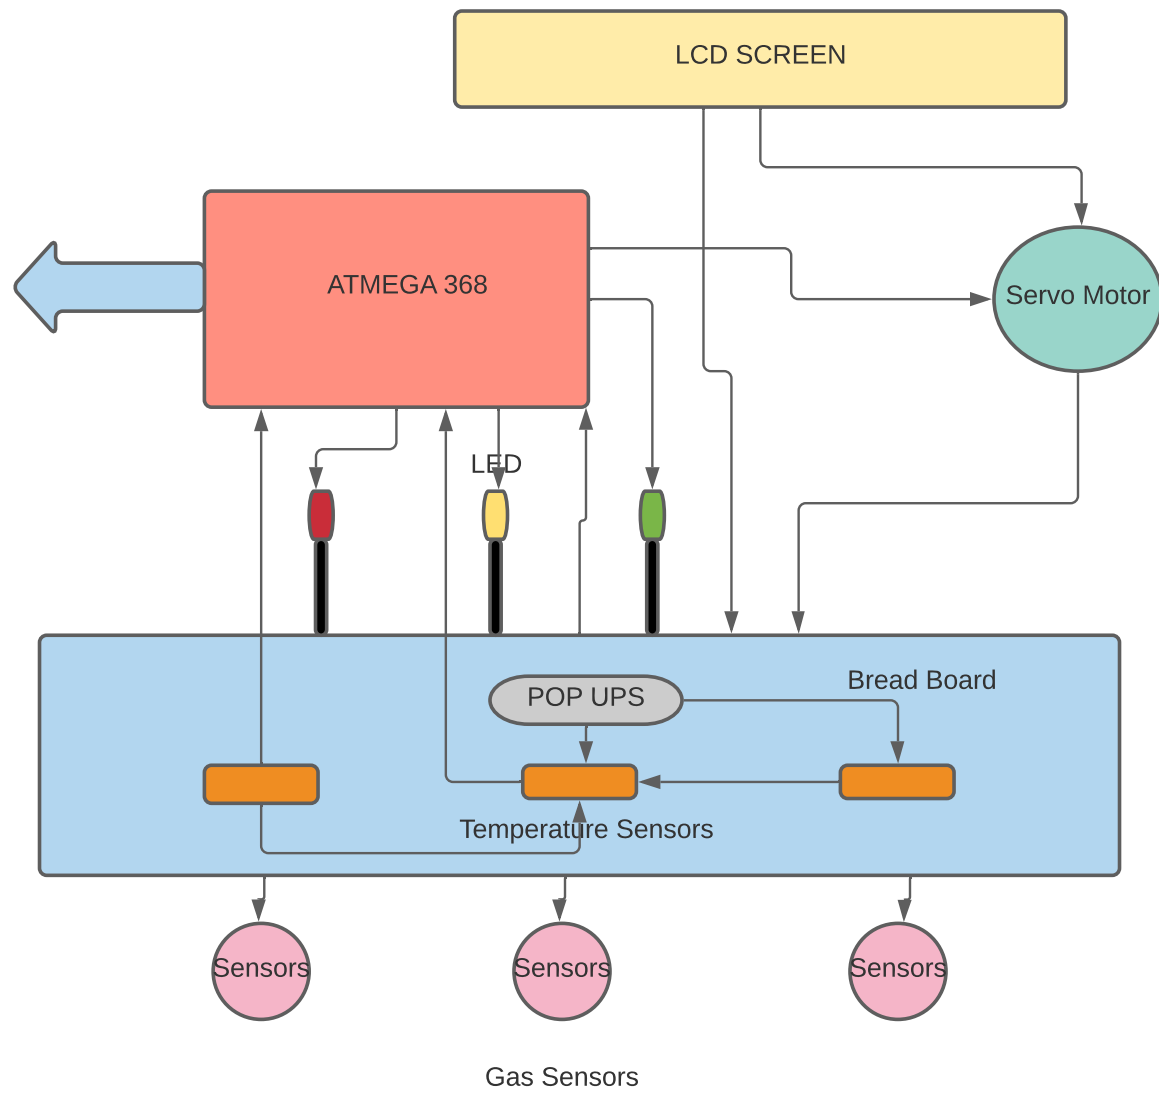 LCD SCREEN
ATMEGA 368
Servo Motor
LED
POP UPS
Bread Board
Temperature Sensors
Sensors
Sensors
Sensors
Gas Sensors